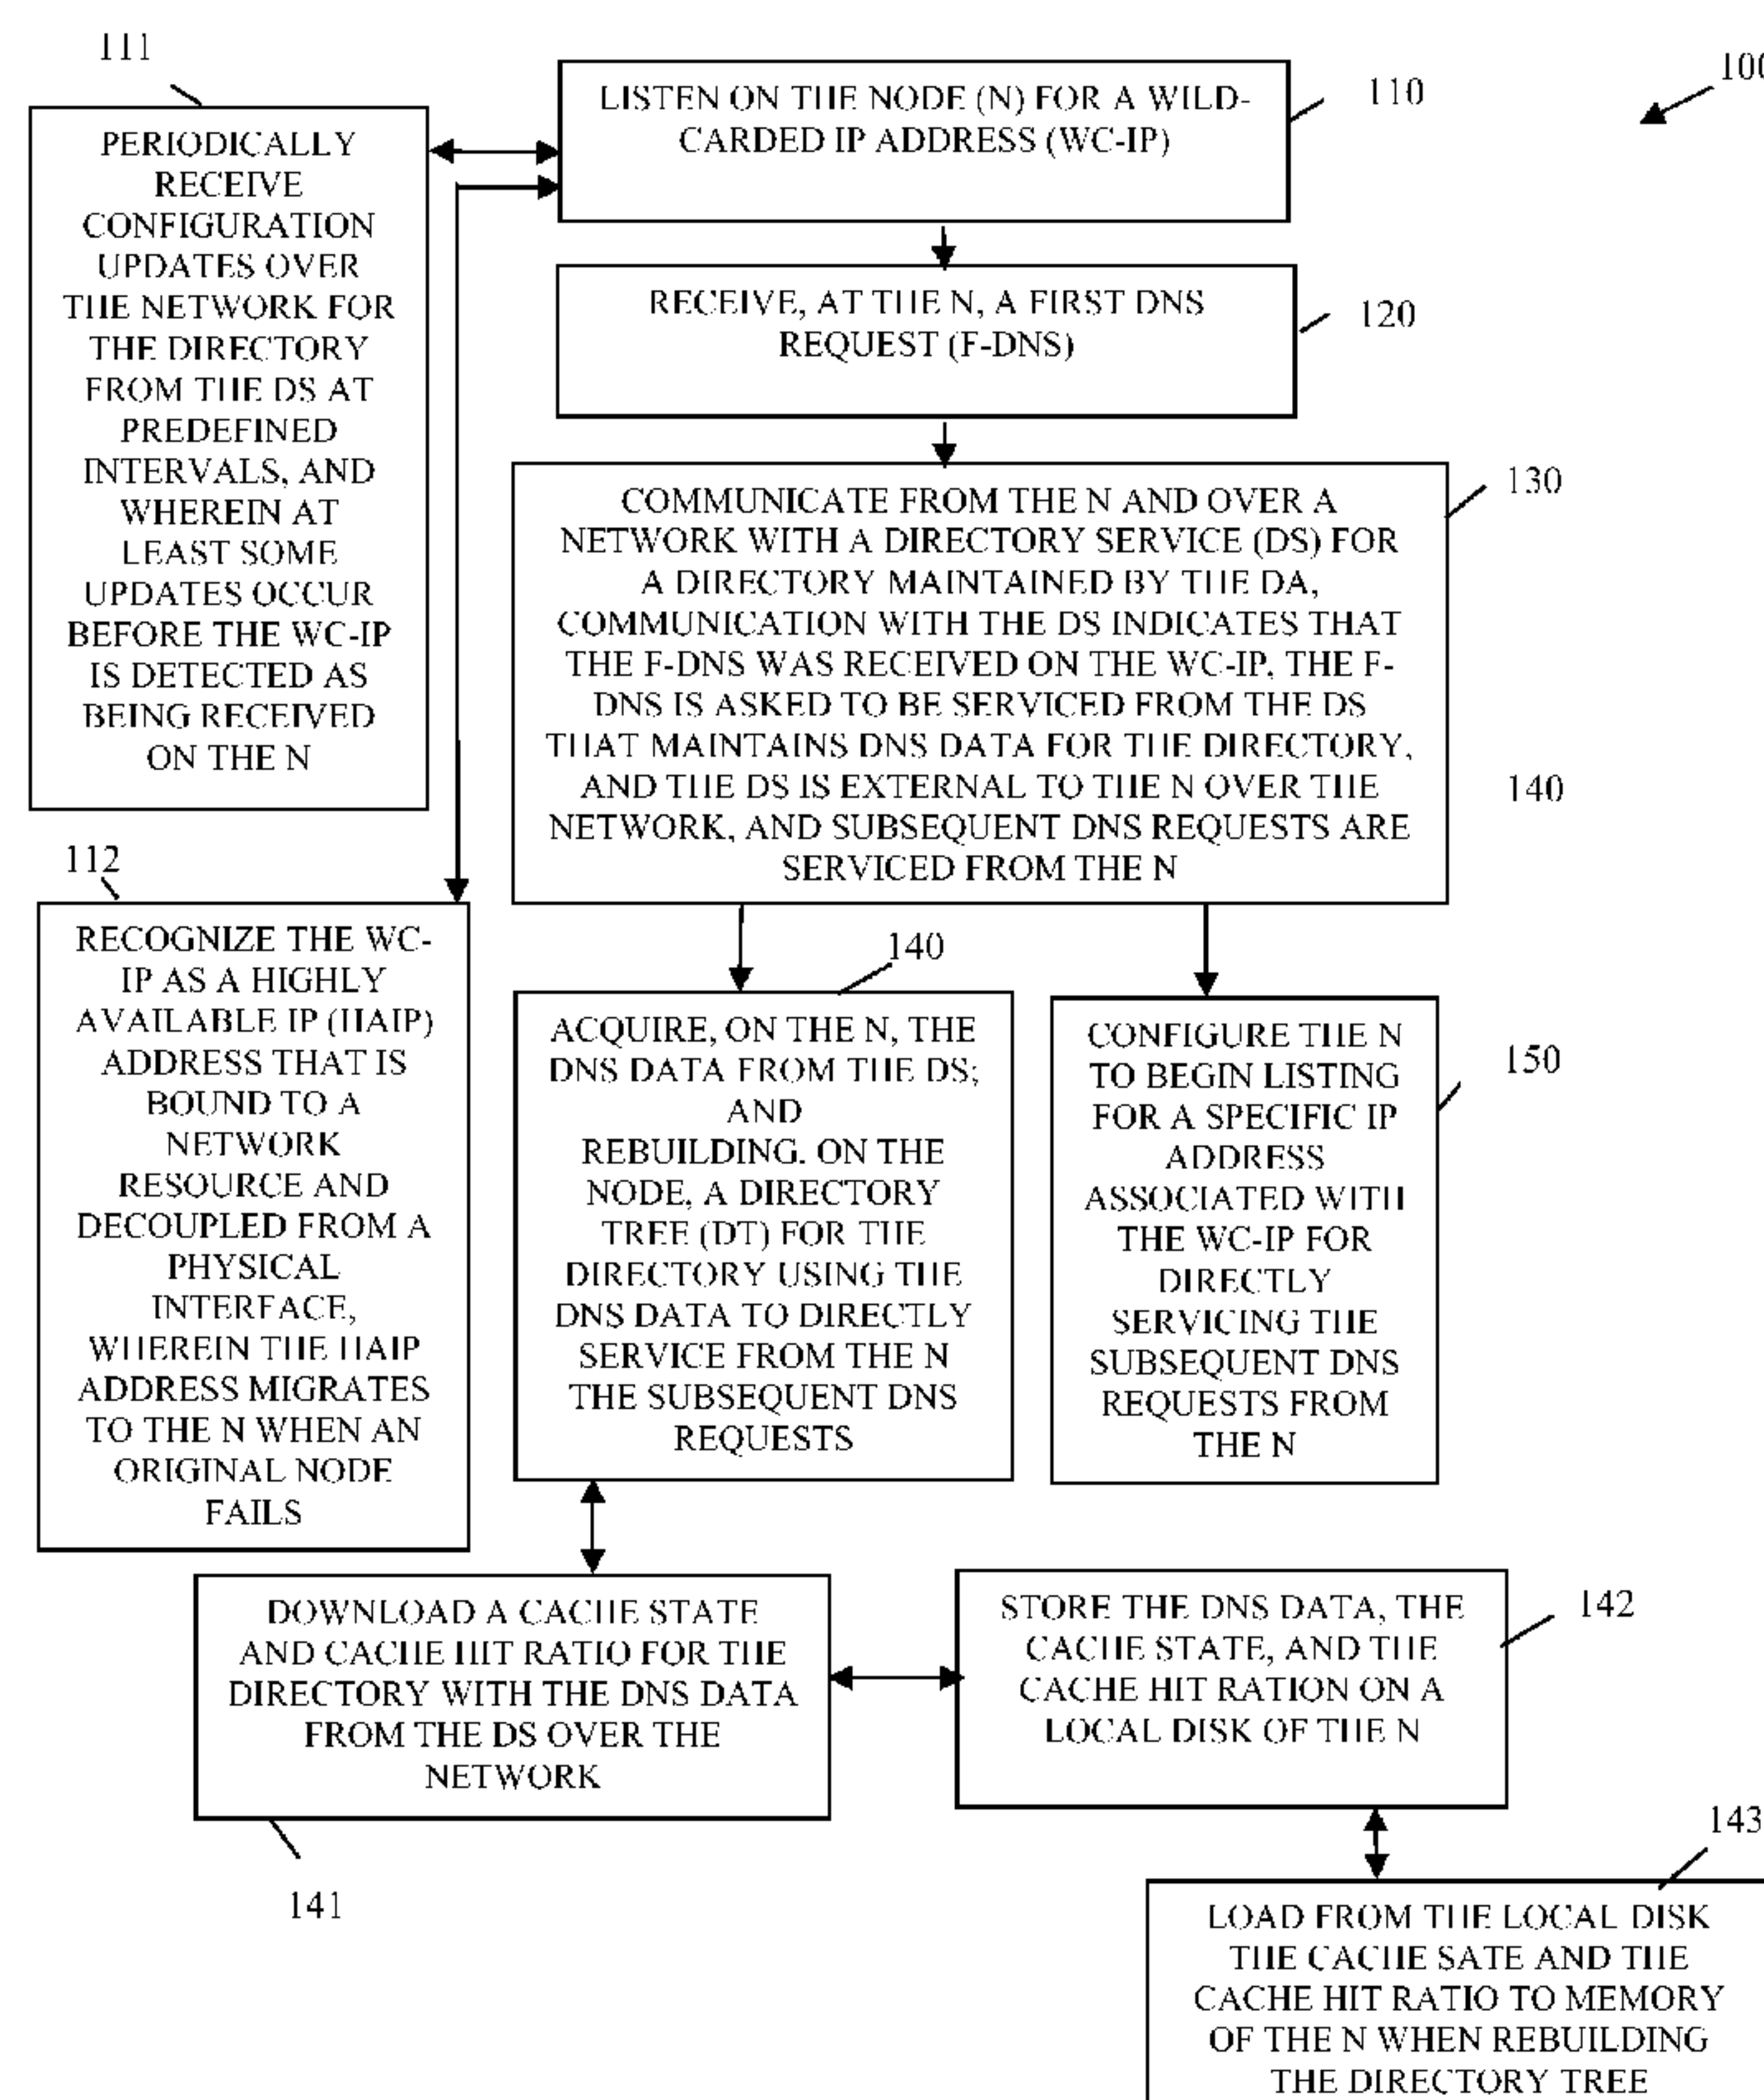 111
100
LISTEN ON THE NODE (N) FOR A WILD-
CARDED IP ADDRESS (WC-IP)
110
PERIODICALLY
RECEIVE
CONFIGURATION
UPDATES OVER
THE NETWORK FOR
THE DIRECTORY
FROM THE DS AT
PREDEFINED
INTERVALS, AND
WHEREIN AT
LEAST SOME
UPDATES OCCUR
BEFORE THE WC-IP
IS DETECTED AS
BEING RECEIVED
ON THE N
RECEIVE, AT THE N, A FIRST DNS
REQUEST (F-DNS)
120
COMMUNICATE FROM THE N AND OVER A
NETWORK WITH A DIRECTORY SERVICE (DS) FOR
A DIRECTORY MAINTAINED BY THE DA,
COMMUNICATION WITH THE DS INDICATES THAT
THE F-DNS WAS RECEIVED ON THE WC-IP, THE F-
DNS IS ASKED TO BE SERVICED FROM THE DS
THAT MAINTAINS DNS DATA FOR THE DIRECTORY,
AND THE DS IS EXTERNAL TO THE N OVER THE
NETWORK, AND SUBSEQUENT DNS REQUESTS ARE
SERVICED FROM THE N
130
140
112
RECOGNIZE THE WC-
IP AS A HIGHLY
AVAILABLE IP (HAIP)
ADDRESS THAT IS
BOUND TO A
NETWORK
RESOURCE AND
DECOUPLED FROM A
PHYSICAL
INTERFACE,
WHEREIN THE HAIP
ADDRESS MIGRATES
TO THE N WHEN AN
ORIGINAL NODE
FAILS
140
ACQUIRE, ON THE N, THE
DNS DATA FROM THE DS;
AND
REBUILDING. ON THE
NODE, A DIRECTORY
TREE (DT) FOR THE
DIRECTORY USING THE
DNS DATA TO DIRECTLY
SERVICE FROM THE N
THE SUBSEQUENT DNS
REQUESTS
CONFIGURE THE N
TO BEGIN LISTING
FOR A SPECIFIC IP
ADDRESS
ASSOCIATED WITH
THE WC-IP FOR
DIRECTLY
SERVICING THE
SUBSEQUENT DNS
REQUESTS FROM
THE N
150
DOWNLOAD A CACHE STATE
AND CACHE HIT RATIO FOR THE
DIRECTORY WITH THE DNS DATA
FROM THE DS OVER THE
NETWORK
141
STORE THE DNS DATA, THE
CACHE STATE, AND THE
CACHE HIT RATION ON A
LOCAL DISK OF THE N
142
143
LOAD FROM THE LOCAL DISK
THE CACHE SATE AND THE
CACHE HIT RATIO TO MEMORY
OF THE N WHEN REBUILDING
THE DIRECTORY TREE